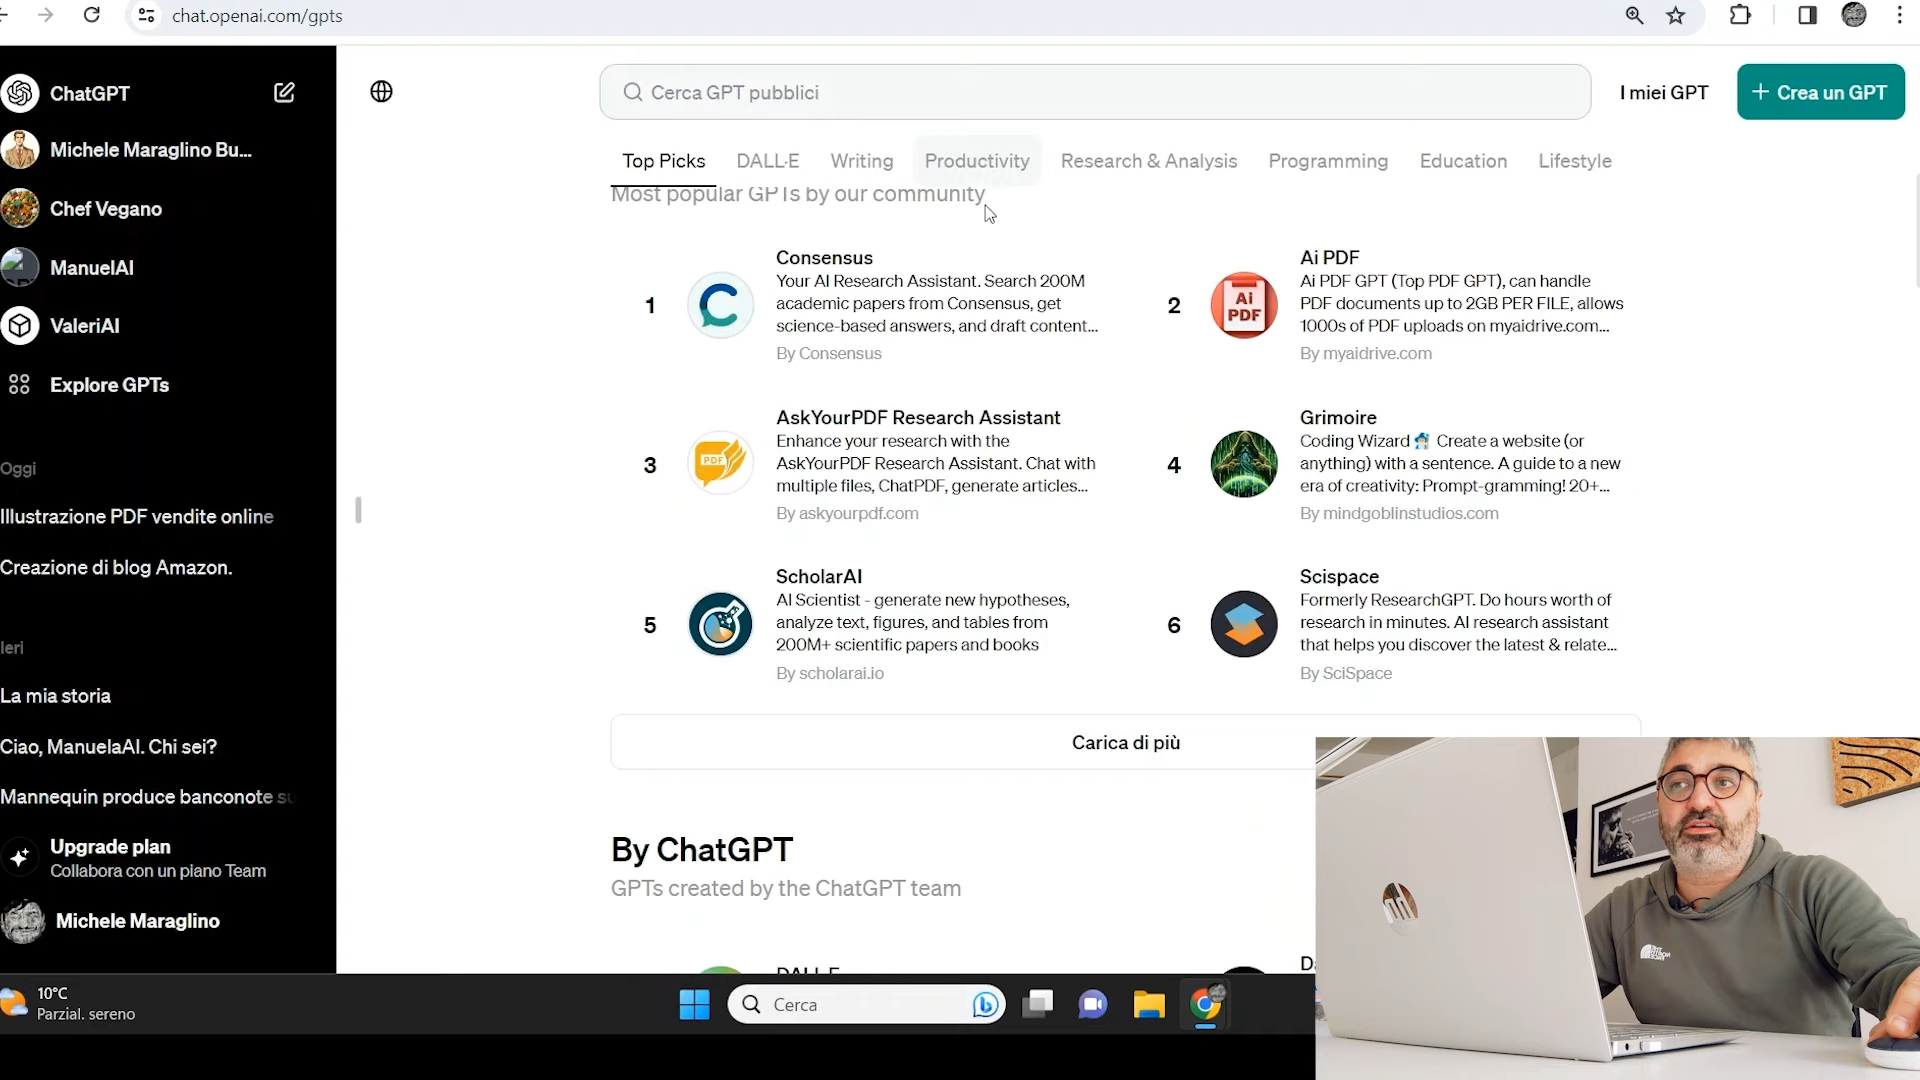 chat.openai.com/gpts
ChatGPT
Michele Maraglino Bu...
Chef Vegano
ManuelAI
ValeriAI
Explore GPTs
Oggi
Illustrazione PDF vendite online
Creazione di blog Amazon.
Ieri
La mia storia
Ciao, ManuelaAI. Chi sei?
Mannequin produce banconote su
Upgrade plan
Collabora con un piano Team
Michele Maraglino
Cerca GPT pubblici
I miei GPT
+ Crea un GPT
Top Picks
DALL·E
Writing
Productivity
Research & Analysis
Programming
Education
Lifestyle
Most popular GPTs by our community
1
Consensus
Your AI Research Assistant. Search 200M
academic papers from Consensus, get
science-based answers, and draft content...
By Consensus
2
Ai PDF
Ai PDF
Ai PDF GPT (Top PDF GPT), can handle
PDF documents up to 2GB PER FILE, allows
1000s of PDF uploads on myaidrive.com...
By myaidrive.com
3
PDF
AskYourPDF Research Assistant
Enhance your research with the
AskYourPDF Research Assistant. Chat with
multiple files, ChatPDF, generate articles...
By askyourpdf.com
4
Grimoire
Coding Wizard 🧙‍♂️ Create a website (or
anything) with a sentence. A guide to a new
era of creativity: Prompt-gramming! 20+...
By mindgoblinstudios.com
5
ScholarAI
AI Scientist - generate new hypotheses,
analyze text, figures, and tables from
200M+ scientific papers and books
By scholarai.io
6
Scispace
Formerly ResearchGPT. Do hours worth of
research in minutes. AI research assistant
that helps you discover the latest & relate...
By SciSpace
Carica di più
By ChatGPT
GPTs created by the ChatGPT team
DALL·E
10°C
Parzial. sereno
Cerca
hp
THE
NORTH
FACE